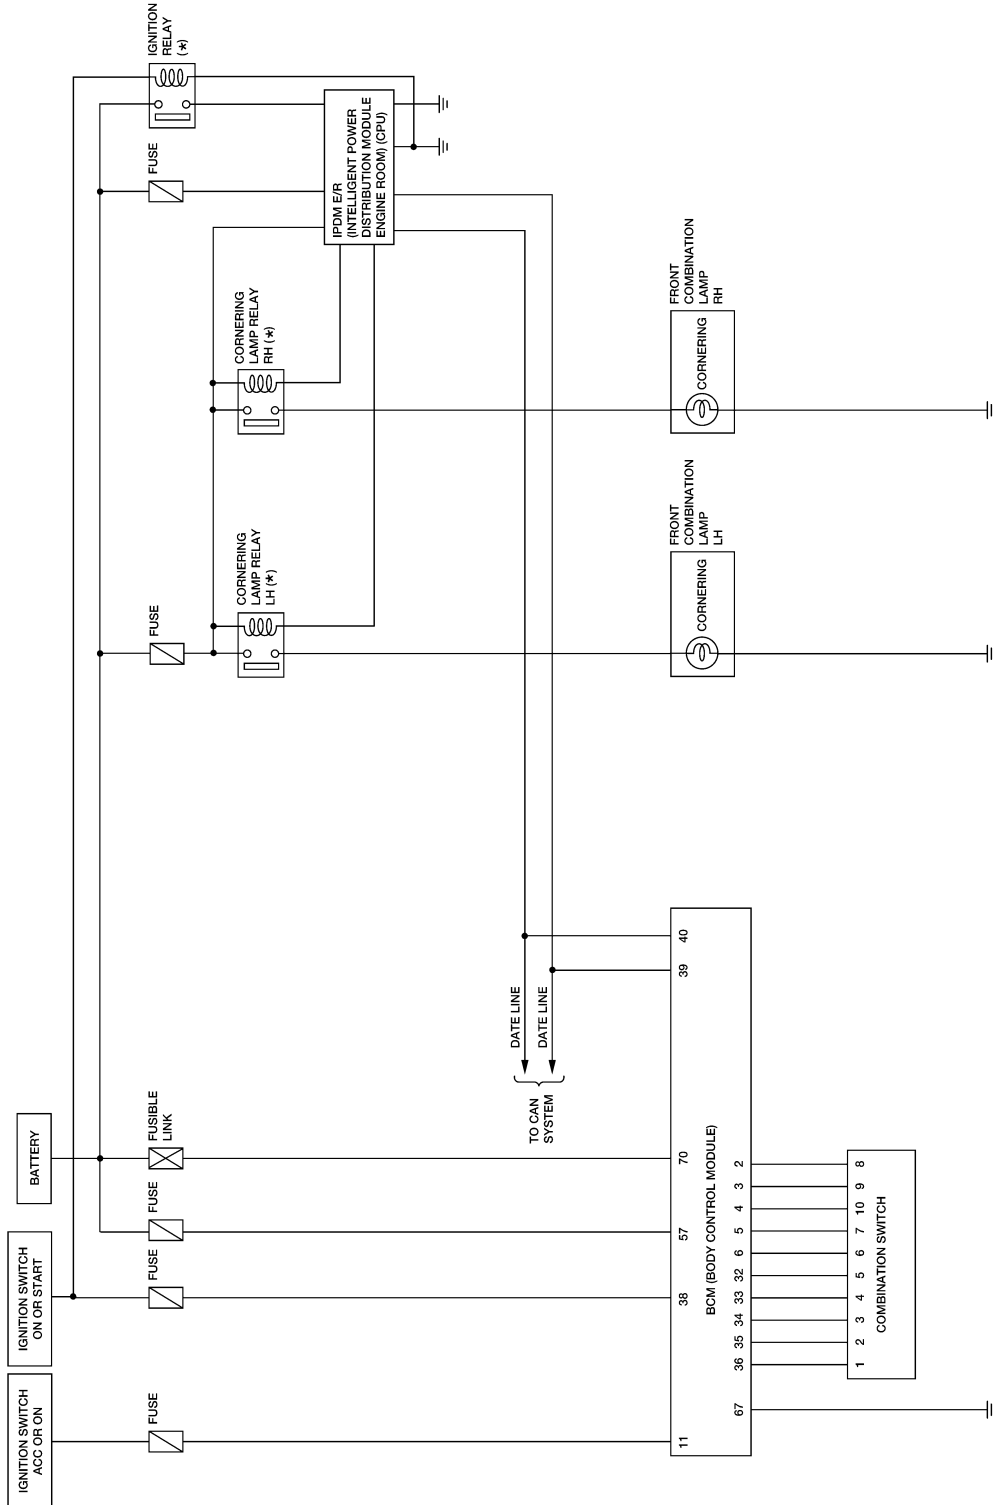 IGNITION SWITCH
ACC OR ON
IGNITION SWITCH
ON OR START
BATTERY
FUSE
FUSE
FUSE
FUSIBLE
LINK
FUSE
FUSE
IGNITION
RELAY
(*)
CORNERING
LAMP RELAY
LH (*)
CORNERING
LAMP RELAY
RH (*)
IPDM E/R
(INTELLIGENT POWER
DISTRIBUTION MODULE
ENGINE ROOM) (CPU)
DATE LINE
DATE LINE
TO CAN
SYSTEM
FRONT
COMBINATION
LAMP
LH
CORNERING
FRONT
COMBINATION
LAMP
RH
CORNERING
11 38 57 70 39 40
BCM (BODY CONTROL MODULE)
67 36 35 34 33 32 6 5 4 3 2
1 2 3 4 5 6 7 10 9 8
COMBINATION SWITCH